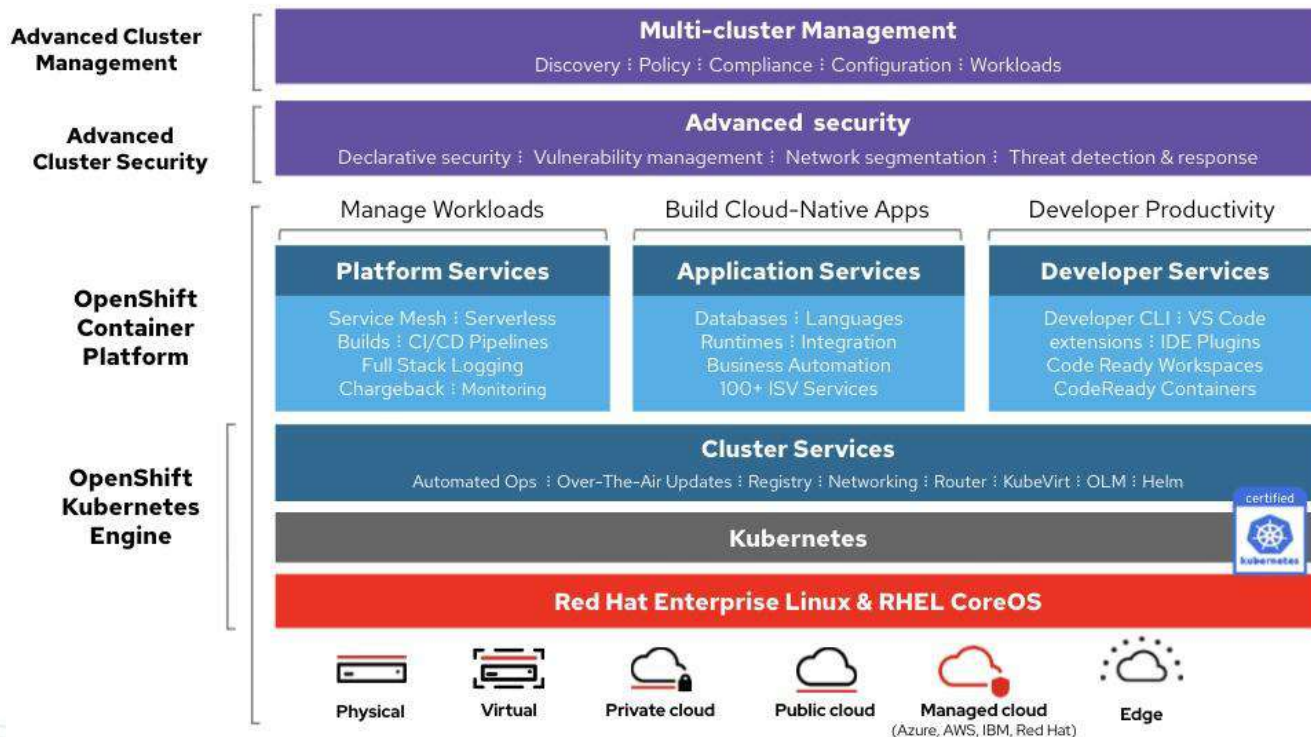 Advanced Cluster
Management
Multi-cluster Management
Discovery ⁝ Policy ⁝ Compliance ⁝ Configuration ⁝ Workloads
Advanced
Cluster Security
Advanced security
Declarative security ⁝ Vulnerability management ⁝ Network segmentation ⁝ Threat detection & response
OpenShift
Container
Platform
Manage Workloads
Platform Services
Service Mesh ⁝ Serverless
Builds ⁝ CI/CD Pipelines
Full Stack Logging
Chargeback ⁝ Monitoring
Build Cloud-Native Apps
Application Services
Databases ⁝ Languages
Runtimes ⁝ Integration
Business Automation
100+ ISV Services
Developer Productivity
Developer Services
Developer CLI ⁝ VS Code
extensions ⁝ IDE Plugins
Code Ready Workspaces
CodeReady Containers
OpenShift
Kubernetes
Engine
Cluster Services
Automated Ops ⁝ Over-The-Air Updates ⁝ Registry ⁝ Networking ⁝ Router ⁝ KubeVirt ⁝ OLM ⁝ Helm
Kubernetes
certified
kubernetes
Red Hat Enterprise Linux & RHEL CoreOS
Physical
Virtual
Private cloud
Public cloud
Managed cloud
(Azure, AWS, IBM, Red Hat)
Edge